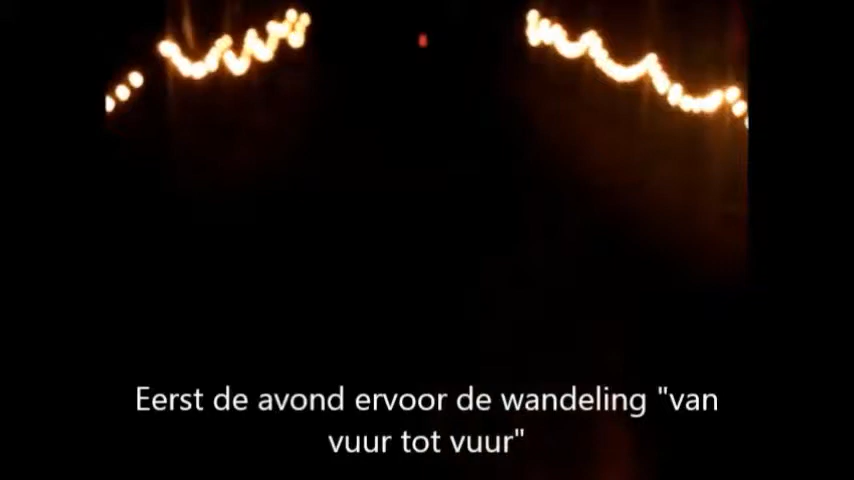 Eerst de avond ervoor de wandeling "van
vuur tot vuur"